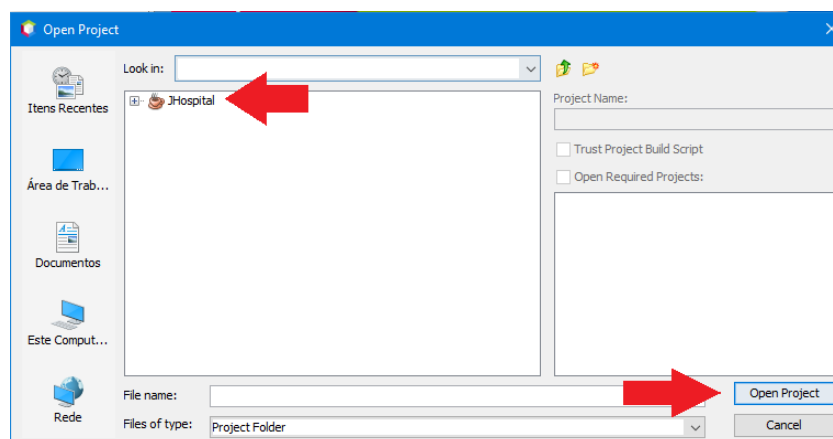 Open Project
Look in:
Itens Recentes
JHospital
Project Name:
Trust Project Build Script
Open Required Projects:
Área de Trab...
Documentos
Este Comput...
Rede
File name:
Open Project
Files of type:
Project Folder
Cancel